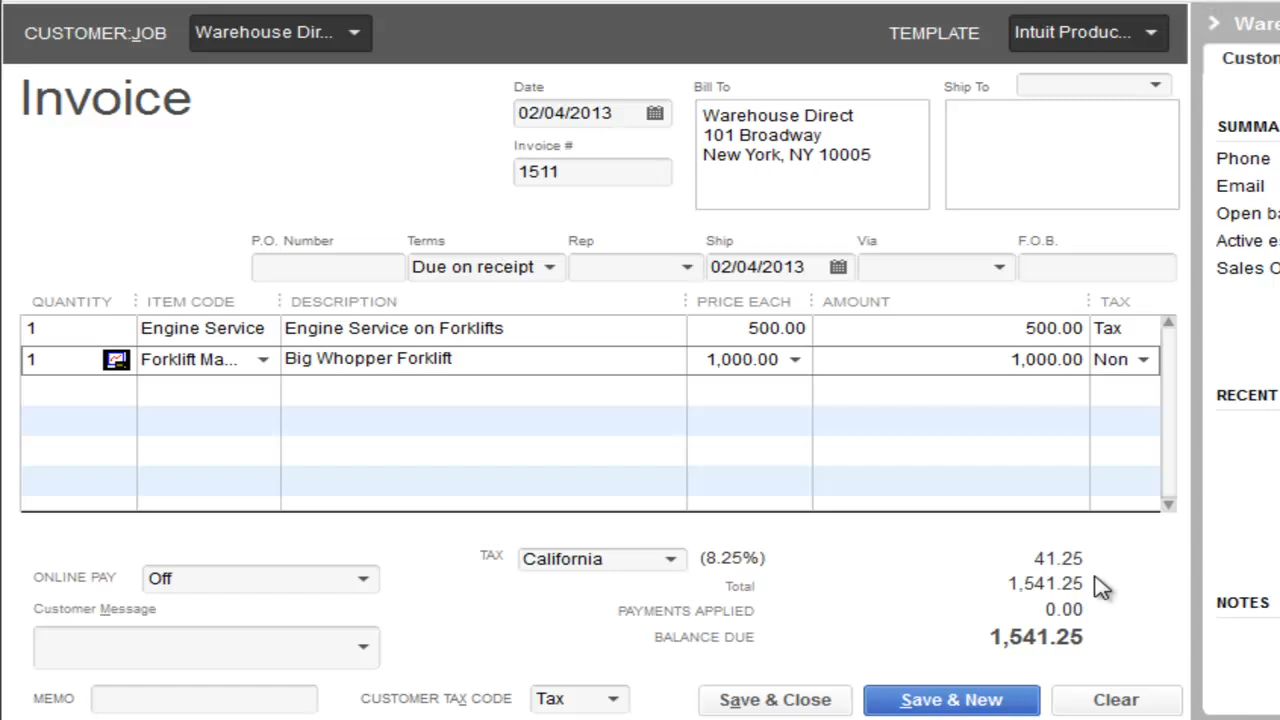 CUSTOMER:JOB Warehouse Dir... TEMPLATE Intuit Produc...
Invoice
Date
02/04/2013
Invoice #
1511
Bill To
Warehouse Direct
101 Broadway
New York, NY 10005
Ship To
P.O. Number Terms Rep Ship Via F.O.B.
Due on receipt 02/04/2013
QUANTITY ITEM CODE DESCRIPTION PRICE EACH AMOUNT TAX
1 Engine Service Engine Service on Forklifts 500.00 500.00 Tax
1 Forklift Ma... Big Whopper Forklift 1,000.00 1,000.00 Non
TAX California (8.25%) 41.25
Total 1,541.25
PAYMENTS APPLIED 0.00
BALANCE DUE 1,541.25
ONLINE PAY Off
Customer Message
MEMO CUSTOMER TAX CODE Tax Save & Close Save & New Clear
SUMMA
Phone
Email
Open
Active
Sales
RECENT
NOTES